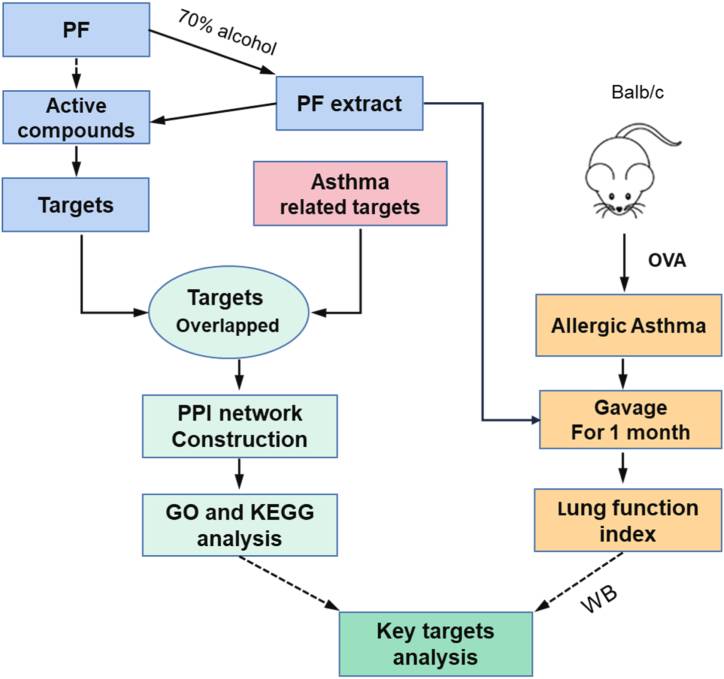 PF
70% alcohol
PF extract
Active
compounds
Targets
Asthma
related targets
Targets
Overlapped
PPI network
Construction
GO and KEGG
analysis
Balb/c
OVA
Allergic Asthma
Gavage
For 1 month
Lung function
index
WB
Key targets
analysis